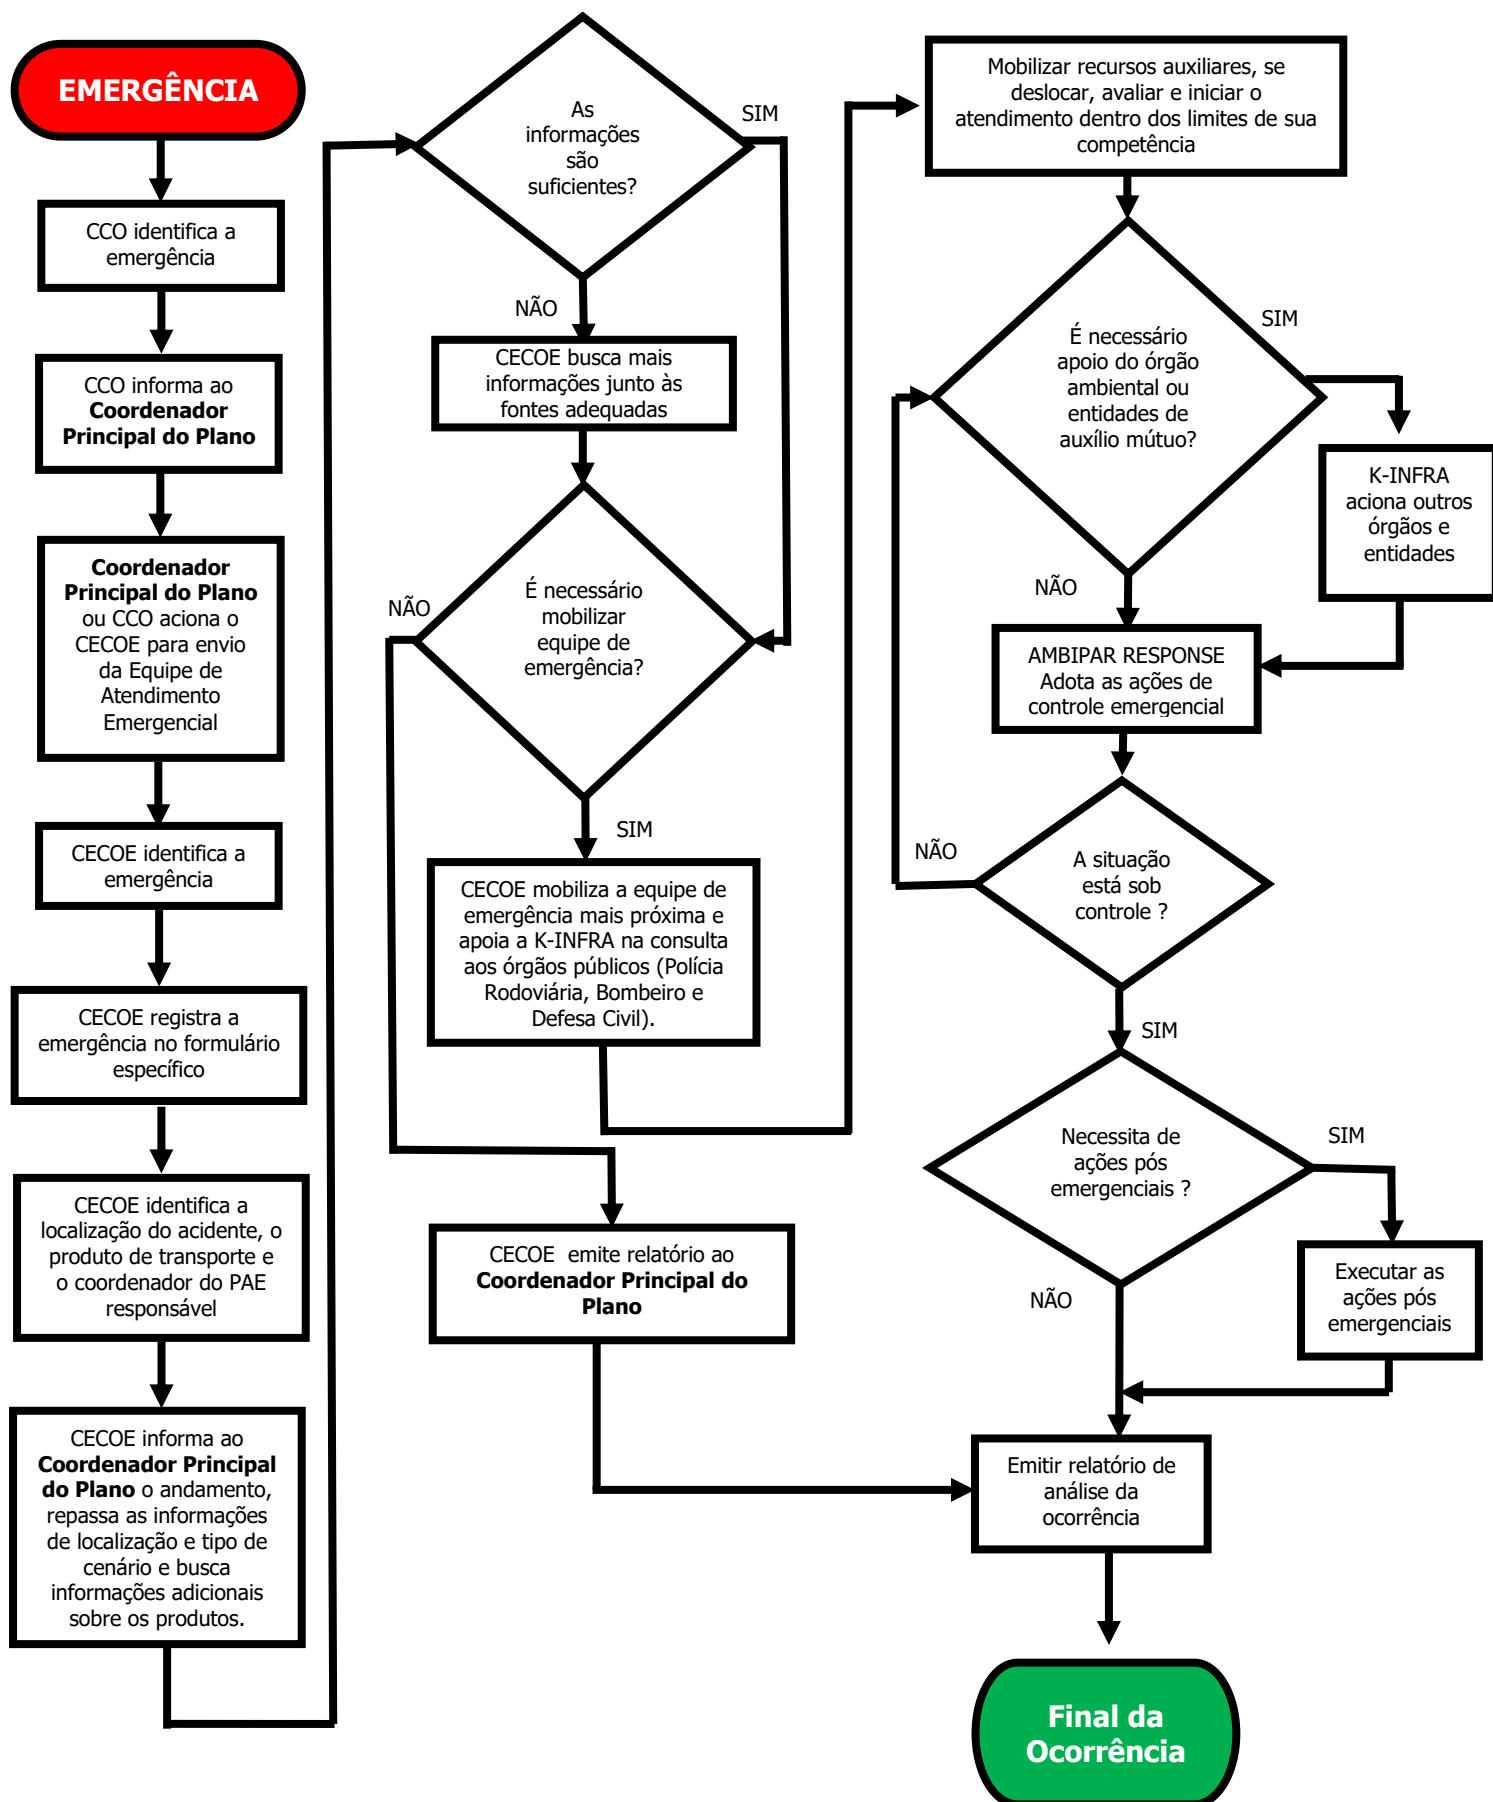 EMERGÊNCIA
CCO identifica a
emergência
CCO informa ao
Coordenador
Principal do Plano
Coordenador
Principal do Plano
ou CCO aciona o
CECOE para envio
da Equipe de
Atendimento
Emergencial
CECOE identifica a
emergência
CECOE registra a
emergência no formulário
específico
CECOE identifica a
localização do acidente, o
produto de transporte e
o coordenador do PAE
responsável
CECOE informa ao
Coordenador Principal
do Plano o andamento,
repassa as informações
de localização e tipo de
cenário e busca
informações adicionais
sobre os produtos.
As
informações
são
suficientes?
SIM
NÃO
CECOE busca mais
informações junto às
fontes adequadas
É necessário
mobilizar
equipe de
emergência?
NÃO
SIM
CECOE mobiliza a equipe de
emergência mais próxima e
apoia a K-INFRA na consulta
aos órgãos públicos (Polícia
Rodoviária, Bombeiro e
Defesa Civil).
CECOE  emite relatório ao
Coordenador Principal do
Plano
Mobilizar recursos auxiliares, se
deslocar, avaliar e iniciar o
atendimento dentro dos limites de sua
competência
É necessário
apoio do órgão
ambiental ou
entidades de
auxílio mútuo?
SIM
K-INFRA
aciona outros
órgãos e
entidades
NÃO
AMBIPAR RESPONSE
Adota as ações de
controle emergencial
A situação
está sob
controle ?
NÃO
SIM
Necessita de
ações pós
emergenciais ?
SIM
Executar as
ações pós
emergenciais
NÃO
Emitir relatório de
análise da
ocorrência
Final da
Ocorrência